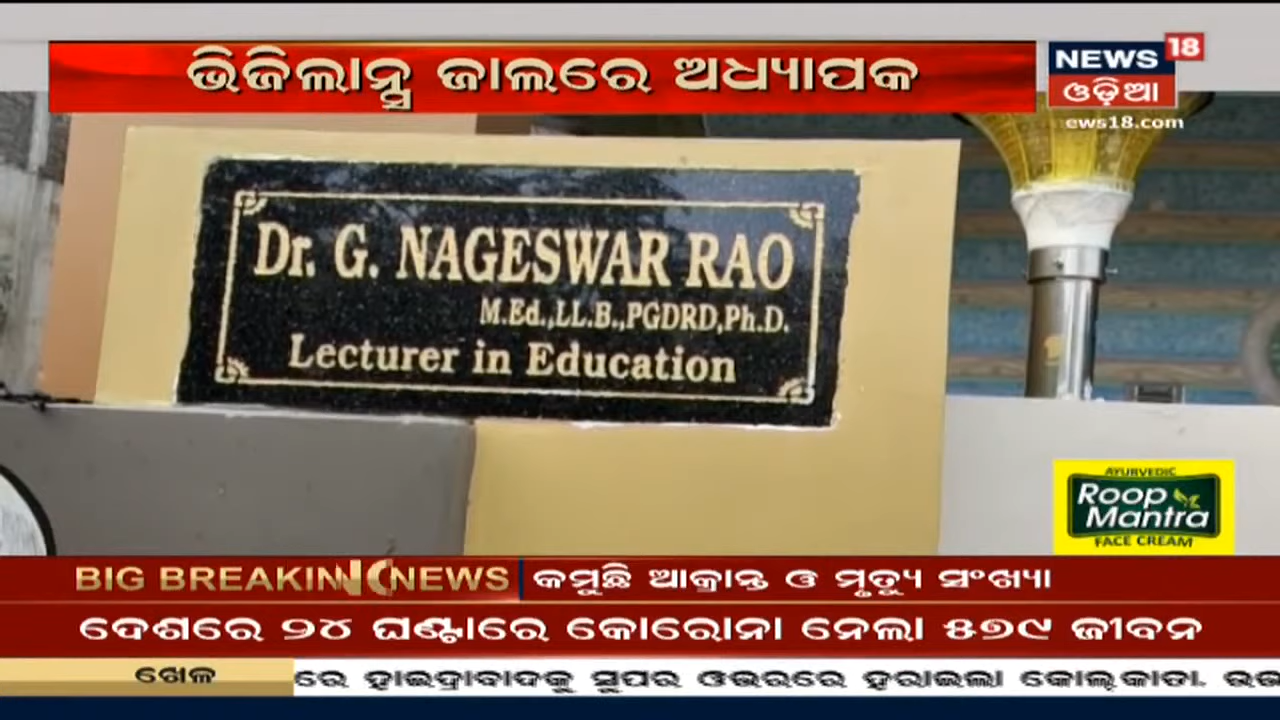 ଭିଜିଲାନ୍ସ ଜାଲରେ ଅଧ୍ୟାପକ
NEWS 18
ଓଡ଼ିଆ
ews18.com
Dr. G. NAGESWAR RAO
M.Ed.,LL.B.,PGDRD,Ph.D.
Lecturer in Education
AYURVEDIC
Roop
Mantra
FACE CREAM
BIG BREAKIN NEWS
କମୁଛି ଆକ୍ରାନ୍ତ ଓ ମୃତ୍ୟୁ ସଂଖ୍ୟା
ଦେଶରେ ୨୪ ଘଣ୍ଟାରେ କୋରୋନା ନେଲା ୫୭୯ ଜୀବନ
ଖେଳ
ରେ ହାଇଦ୍ରାବାଦକୁ ସୁପର ଓଭରରେ ହରାଇଲା କୋଲ୍‌କାତା.